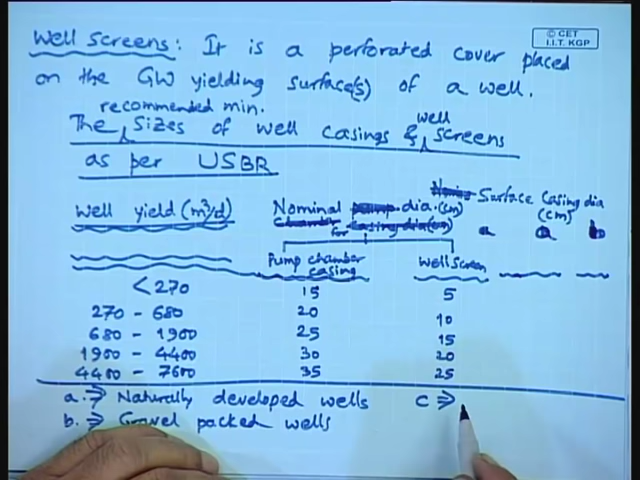 © CET
I.I.T. KGP
Well Screens: It is a perforated cover placed
on the GW yielding surface(s) of a well.
recommended min.
The Sizes of well casings & well screens
as per USBR
Well yield (m³/d)
Nominal dia. (cm)
for
Surface Casing dia
(cm)
a a b
Pump chamber
casing
Well Screen
<270 15 5
270 - 680 20 10
680 - 1900 25 15
1900 - 4400 30 20
4400 - 7600 35 25
a. ⇒ Naturally developed wells c ⇒
b. ⇒ Gravel packed wells